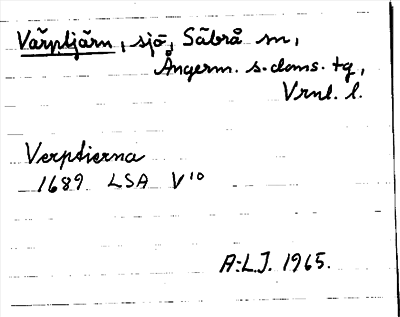 Värptjärn, sjö, Säbrå sn,
Ångerm. s. doms. tg,
Vrnl. l.
Verptierna
1689 LSA V¹⁰
A:L.J. 1965.